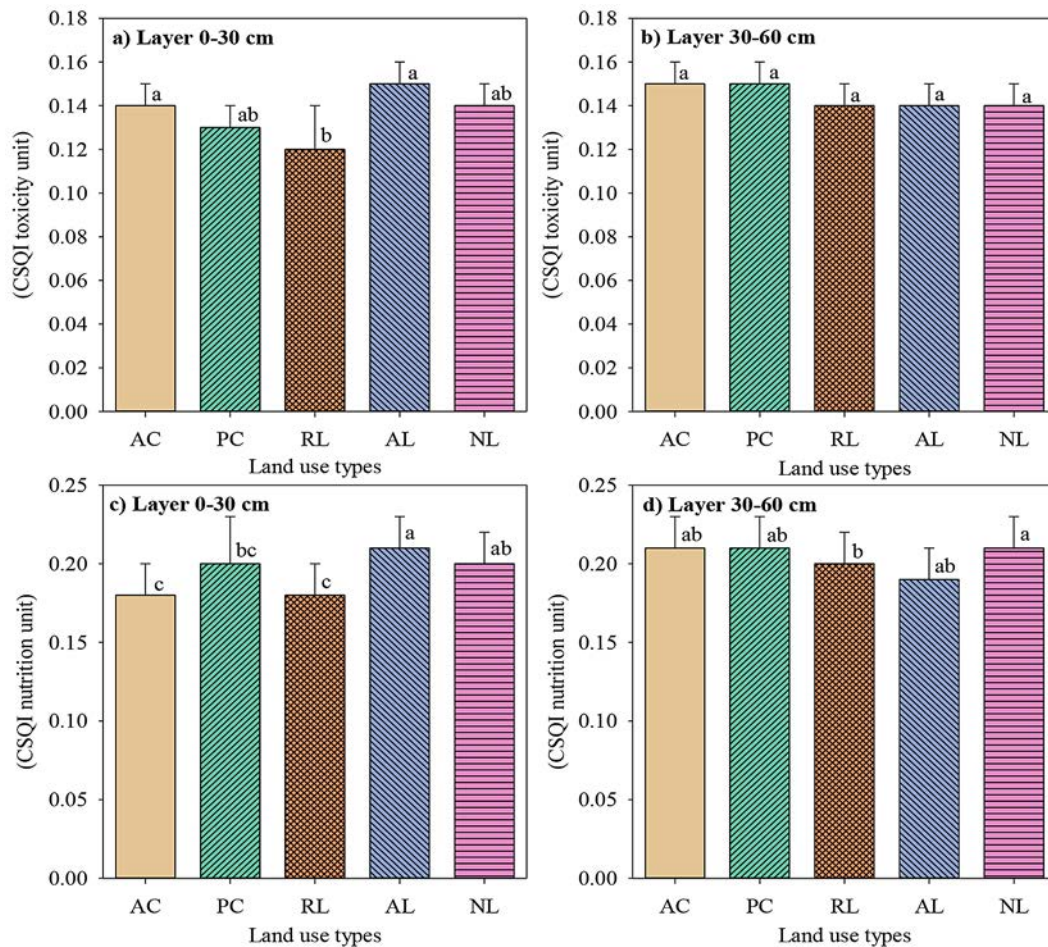 a) Layer 0-30 cm
(CSQI toxicity unit)
0.18
0.16
0.14
0.12
0.10
0.08
0.06
0.04
0.02
0.00
a
ab
b
a
ab
AC PC RL AL NL
Land use types
b) Layer 30-60 cm
(CSQI toxicity unit)
0.18
0.16
0.14
0.12
0.10
0.08
0.06
0.04
0.02
0.00
a
a
a
a
a
AC PC RL AL NL
Land use types
c) Layer 0-30 cm
(CSQI nutrition unit)
0.25
0.20
0.15
0.10
0.05
0.00
c
bc
c
a
ab
AC PC RL AL NL
Land use types
d) Layer 30-60 cm
(CSQI nutrition unit)
0.25
0.20
0.15
0.10
0.05
0.00
ab
ab
b
ab
a
AC PC RL AL NL
Land use types